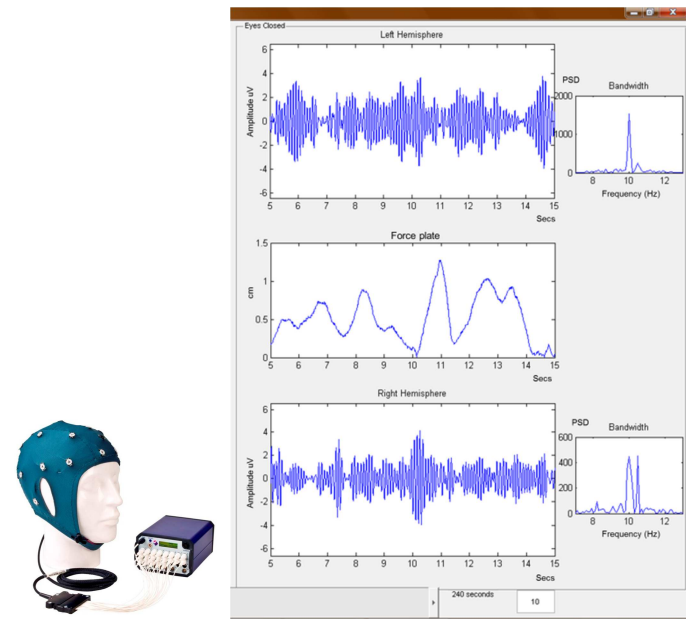 Eyes Closed
Left Hemisphere
6
4
2
0
-2
-4
-6
Amplitude uV
5 6 7 8 9 10 11 12 13 14 15
Secs
PSD
Bandwidth
2000
1000
0
8 10 12
Frequency (Hz)
Force plate
1.5
1
0.5
0
cm
5 6 7 8 9 10 11 12 13 14 15
Secs
Right Hemisphere
6
4
2
0
-2
-4
-6
Amplitude uV
5 6 7 8 9 10 11 12 13 14 15
Secs
PSD
Bandwidth
600
400
200
0
8 10 12
Frequency (Hz)
240 seconds
10